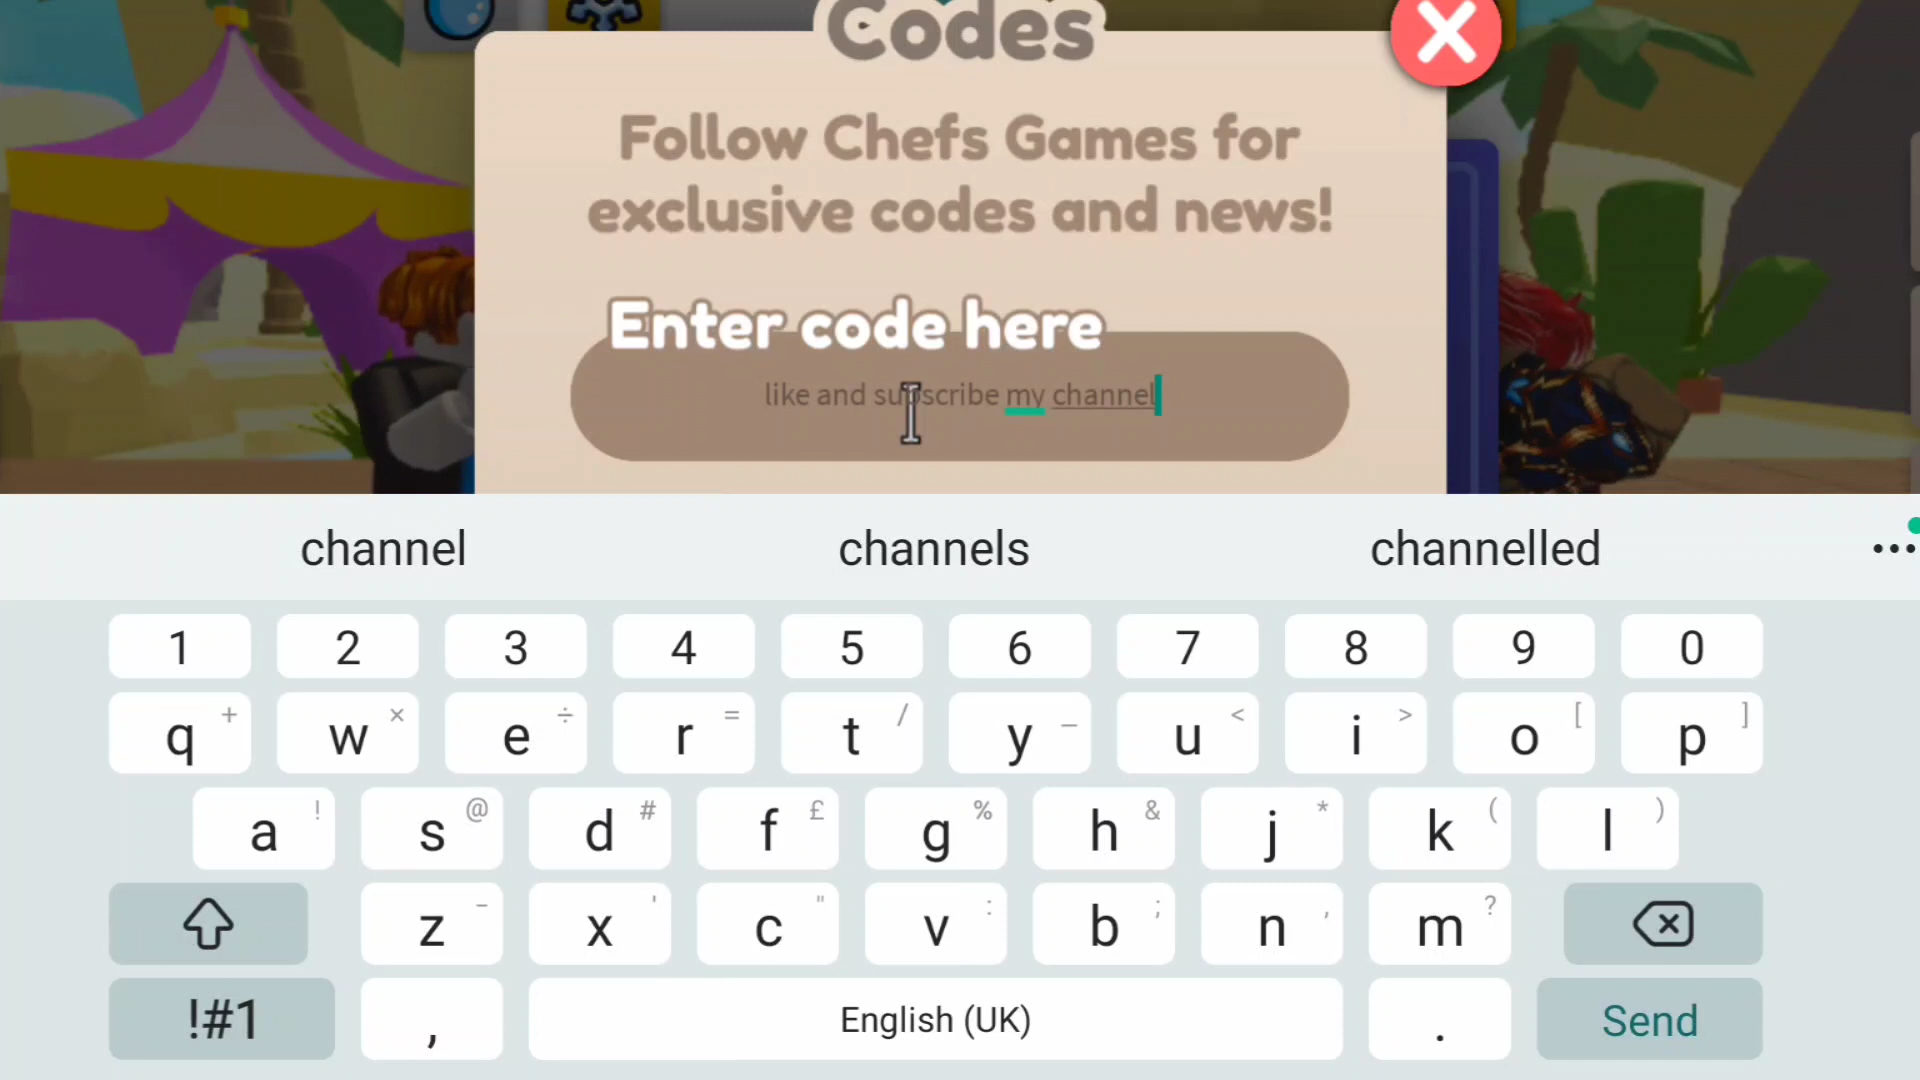 Codes
Follow Chefs Games for
exclusive codes and news!
Enter code here
like and subscribe my channel
channel channels channelled
1 2 3 4 5 6 7 8 9 0
q + w × e ÷ r = t / y _ u < i > o [ p ]
a ! s @ d # f £ g % h & j * k ( l )
z - x ' c " v : b ; n , m ?
!#1 , English (UK) . Send